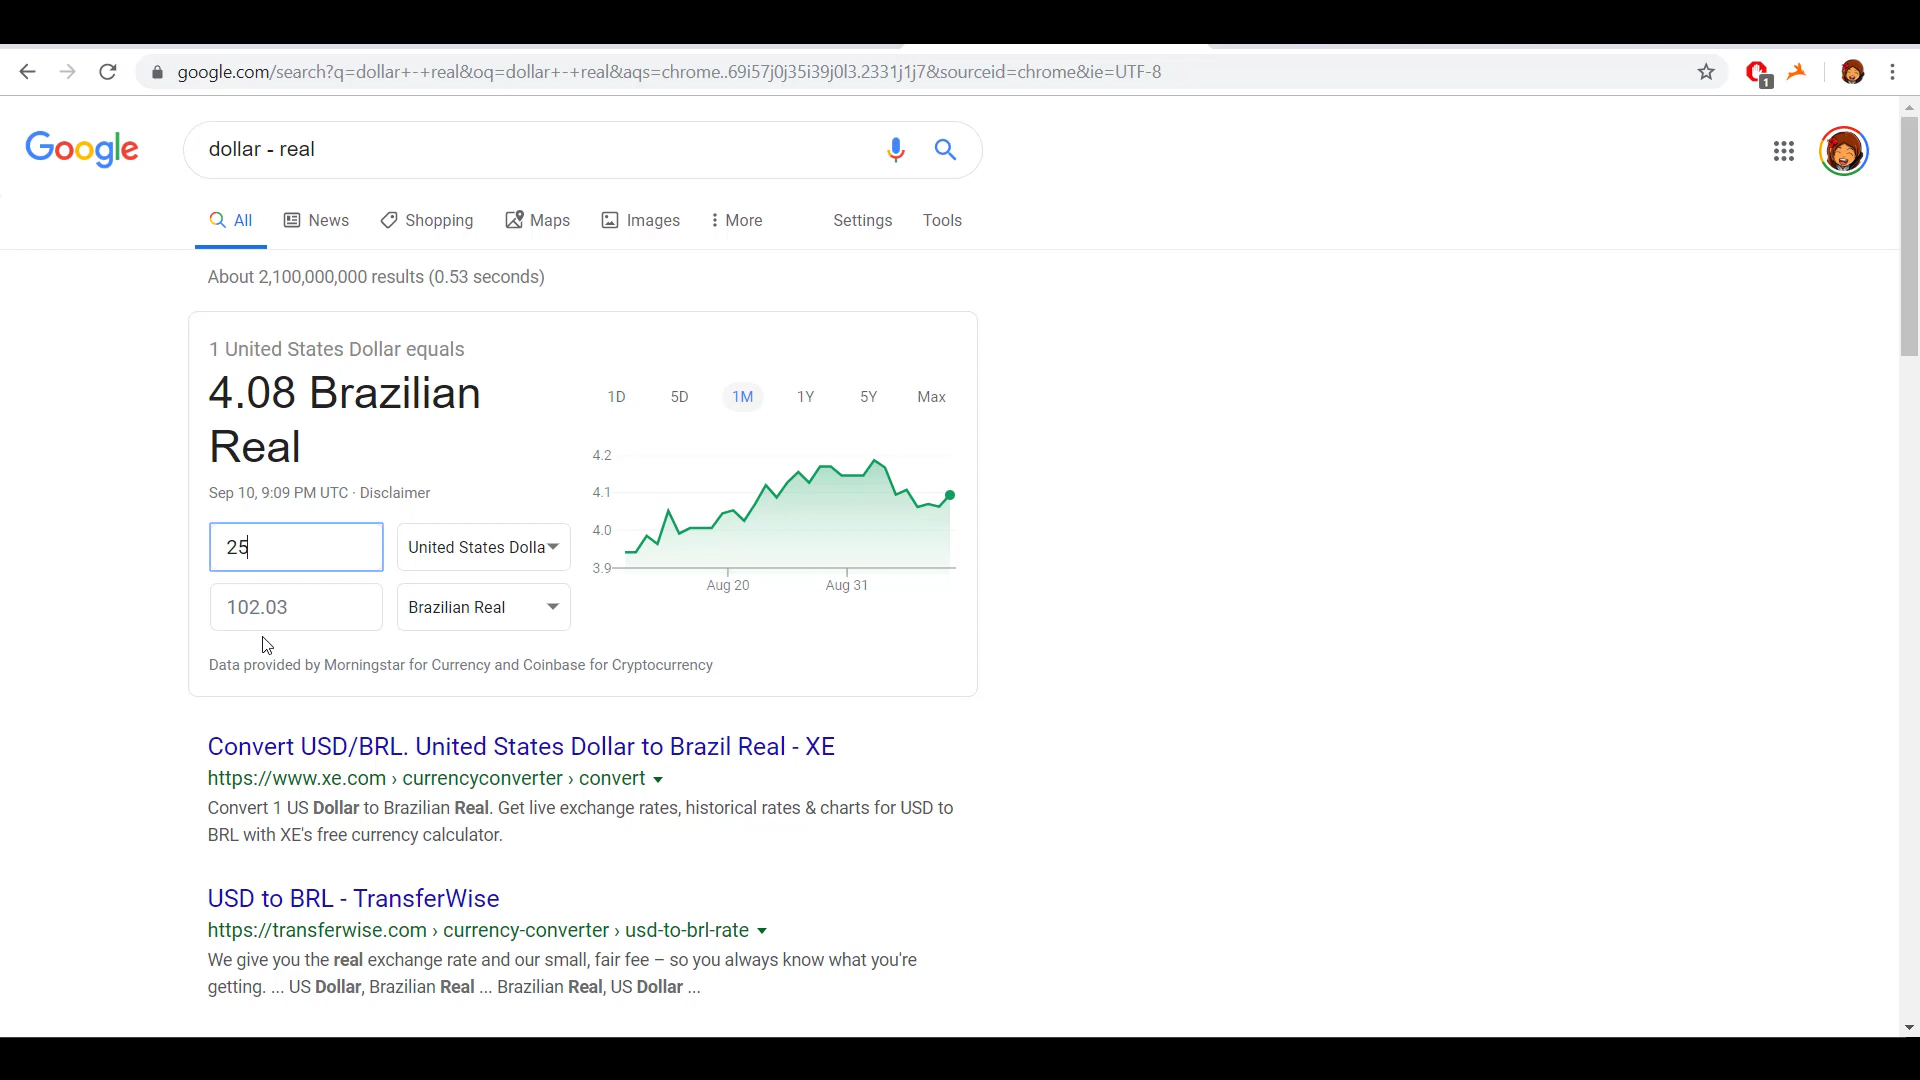 google.com/search?q=dollar+-+real&oq=dollar+-+real&aqs=chrome..69i57j0j35i39j0l3.2331j1j7&sourceid=chrome&ie=UTF-8
1
Google
dollar - real
All
News
Shopping
Maps
Images
More
Settings
Tools
About 2,100,000,000 results (0.53 seconds)
1 United States Dollar equals
4.08 Brazilian
Real
Sep 10, 9:09 PM UTC · Disclaimer
25
United States Dolla
102.03
Brazilian Real
1D
5D
1M
1Y
5Y
Max
4.2
4.1
4.0
3.9
Aug 20
Aug 31
Data provided by Morningstar for Currency and Coinbase for Cryptocurrency
Convert USD/BRL. United States Dollar to Brazil Real - XE
https://www.xe.com › currencyconverter › convert
Convert 1 US Dollar to Brazilian Real. Get live exchange rates, historical rates & charts for USD to
BRL with XE's free currency calculator.
USD to BRL - TransferWise
https://transferwise.com › currency-converter › usd-to-brl-rate
We give you the real exchange rate and our small, fair fee – so you always know what you're
getting. ... US Dollar, Brazilian Real ... Brazilian Real, US Dollar ...